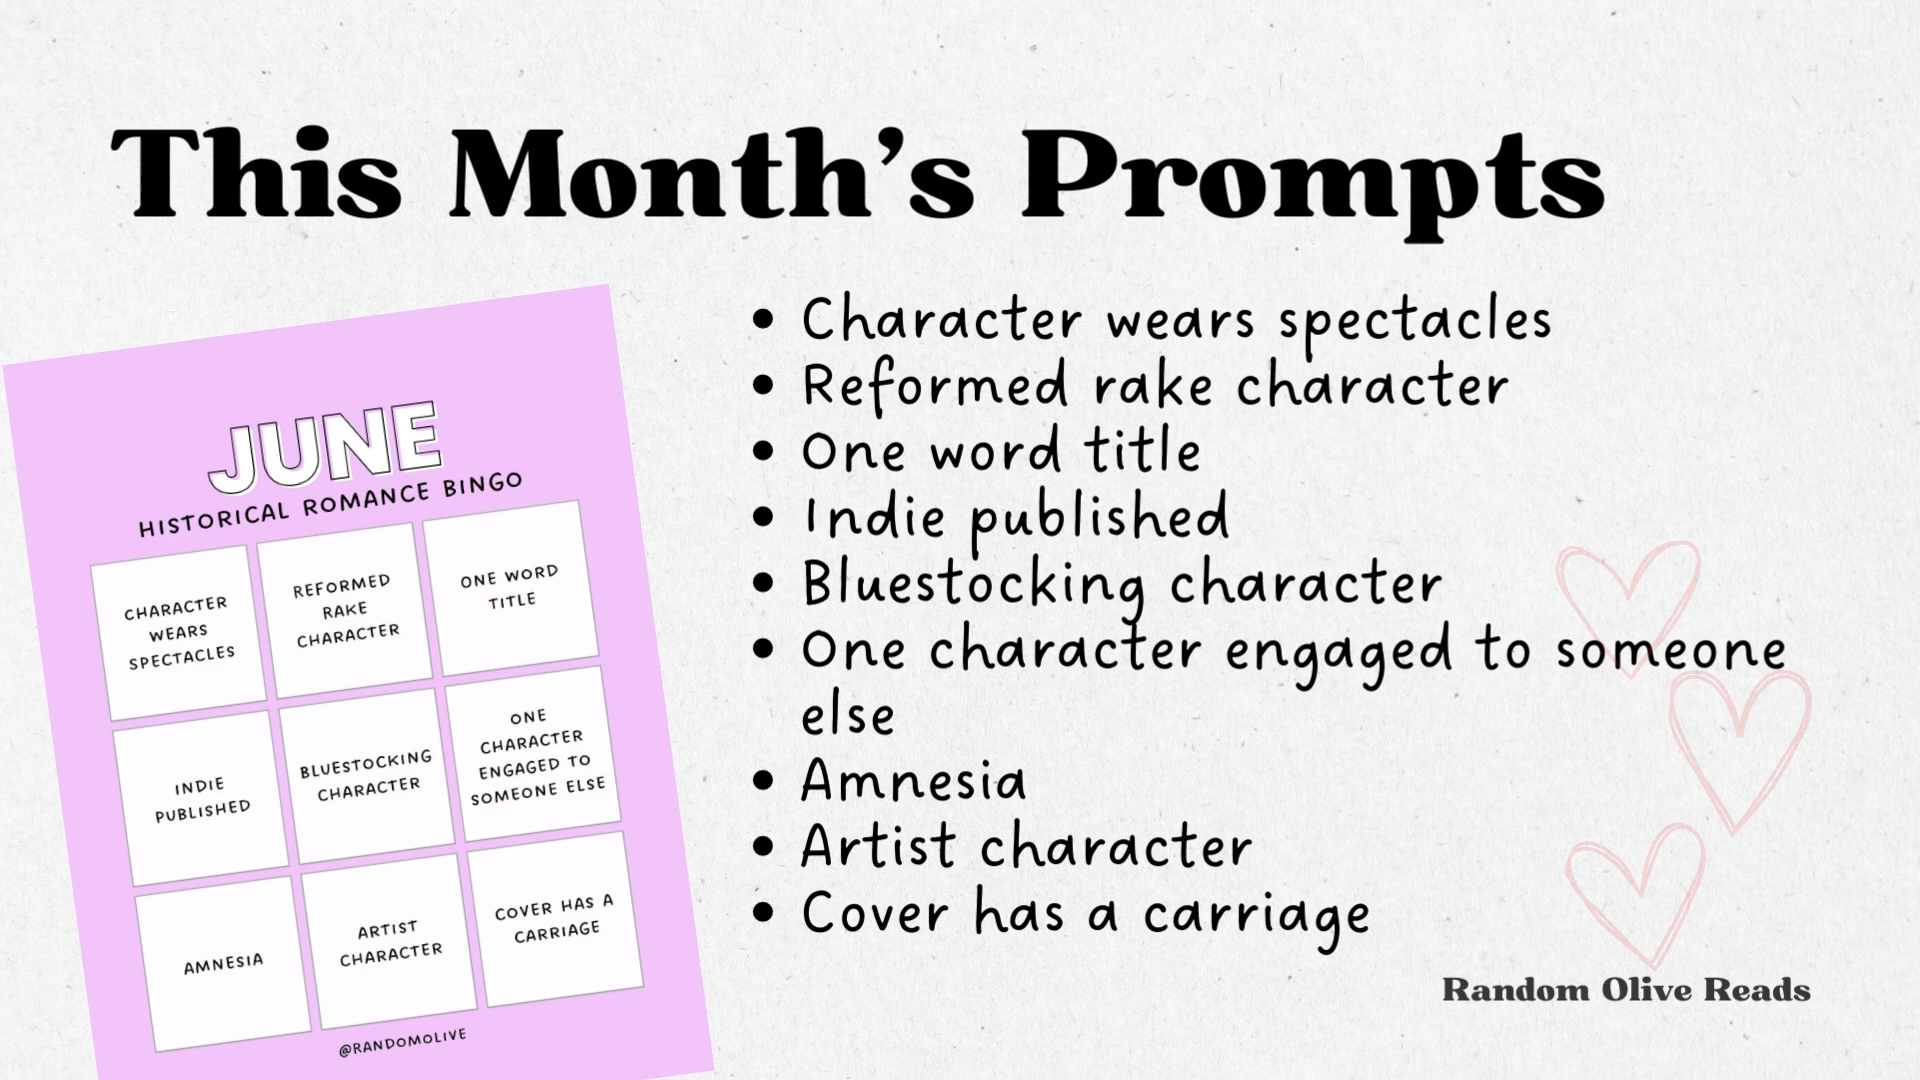 This Month's Prompts
JUNE
HISTORICAL ROMANCE BINGO
CHARACTER
WEARS
SPECTACLES
REFORMED
RAKE
CHARACTER
ONE WORD
TITLE
INDIE
PUBLISHED
BLUESTOCKING
CHARACTER
ONE
CHARACTER
ENGAGED TO
SOMEONE ELSE
AMNESIA
ARTIST
CHARACTER
COVER HAS A
CARRIAGE
@RANDOMOLIVE
• Character wears spectacles
• Reformed rake character
• One word title
• Indie published
• Bluestocking character
• One character engaged to someone
else
• Amnesia
• Artist character
• Cover has a carriage
Random Olive Reads